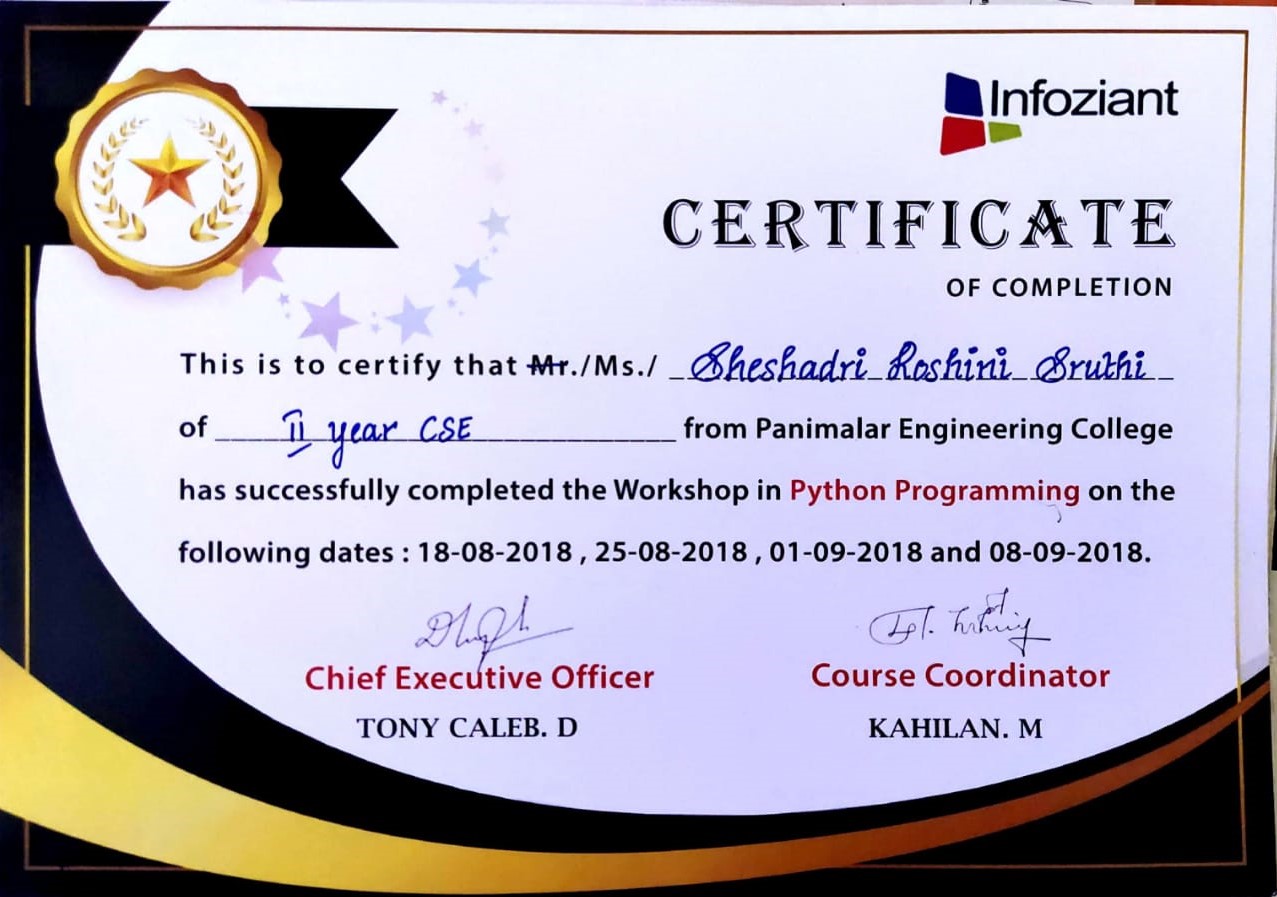 Infoziant
CERTIFICATE
OF COMPLETION
This is to certify that Mr./Ms./ Sheshadri Roshini Sruthi
of II year CSE from Panimalar Engineering College
has successfully completed the Workshop in Python Programming on the
following dates : 18-08-2018 , 25-08-2018 , 01-09-2018 and 08-09-2018.
Chief Executive Officer
TONY CALEB. D
Course Coordinator
KAHILAN. M